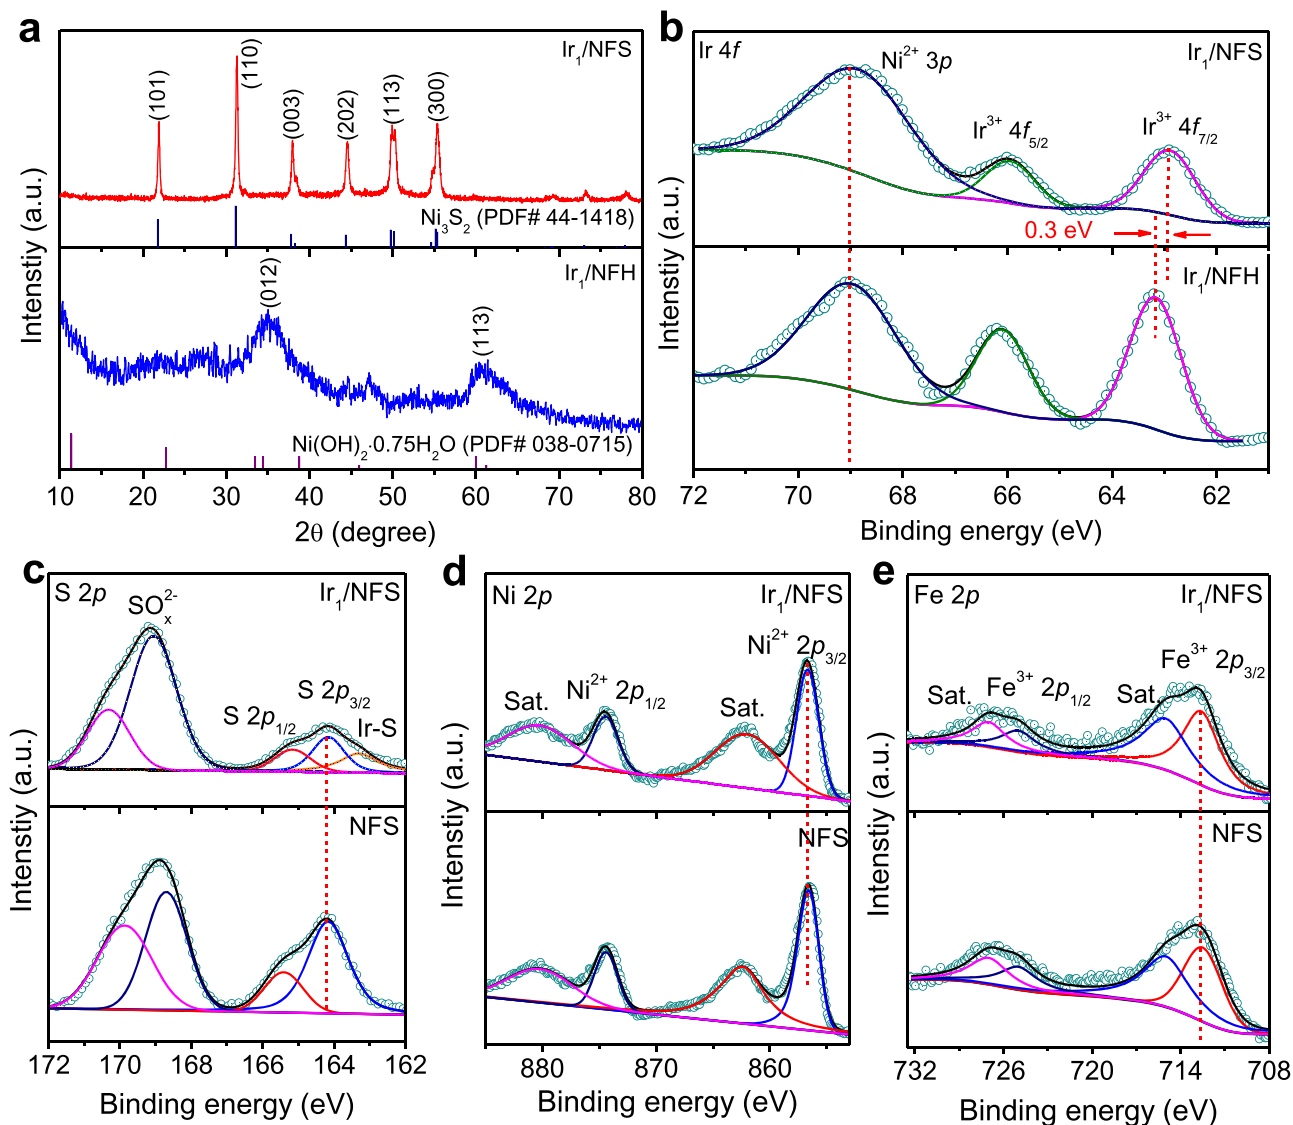 a
Ir₁/NFS
(101)
(110)
(003)
(202)
(113)
(300)
Ni₃S₂ (PDF# 44-1418)
Ir₁/NFH
(012)
(113)
Ni(OH)₂·0.75H₂O (PDF# 038-0715)
Intenstiy (a.u.)
10 20 30 40 50 60 70 80
2θ (degree)
b
Ir 4f
Ni²⁺ 3p
Ir₁/NFS
Ir³⁺ 4f₅/₂
Ir³⁺ 4f₇/₂
0.3 eV
Ir₁/NFH
Intenstiy (a.u.)
72 70 68 66 64 62
Binding energy (eV)
c
S 2p
SOₓ²⁻
Ir₁/NFS
S 2p₃/₂
S 2p₁/₂
Ir-S
NFS
Intenstiy (a.u.)
172 170 168 166 164 162
Binding energy (eV)
d
Ni 2p
Ir₁/NFS
Ni²⁺ 2p₃/₂
Sat.
Ni²⁺ 2p₁/₂
Sat.
NFS
Intenstiy (a.u.)
880 870 860
Binding energy (eV)
e
Fe 2p
Ir₁/NFS
Fe³⁺ 2p₃/₂
Sat.
Fe³⁺ 2p₁/₂
Sat.
NFS
Intenstiy (a.u.)
732 726 720 714 708
Binding energy (eV)